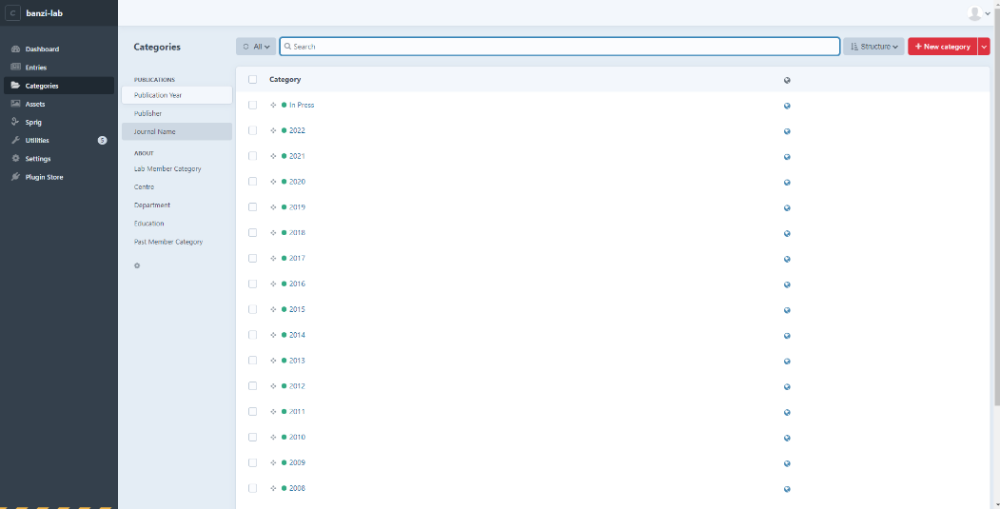 C banzi-lab
Dashboard
Entries
Categories
Assets
Sprig
Utilities 5
Settings
Plugin Store
Categories
PUBLICATIONS
Publication Year
Publisher
Journal Name
ABOUT
Lab Member Category
Centre
Department
Education
Past Member Category
All Search Structure + New category
Category
In Press
2022
2021
2020
2019
2018
2017
2016
2015
2014
2013
2012
2011
2010
2009
2008